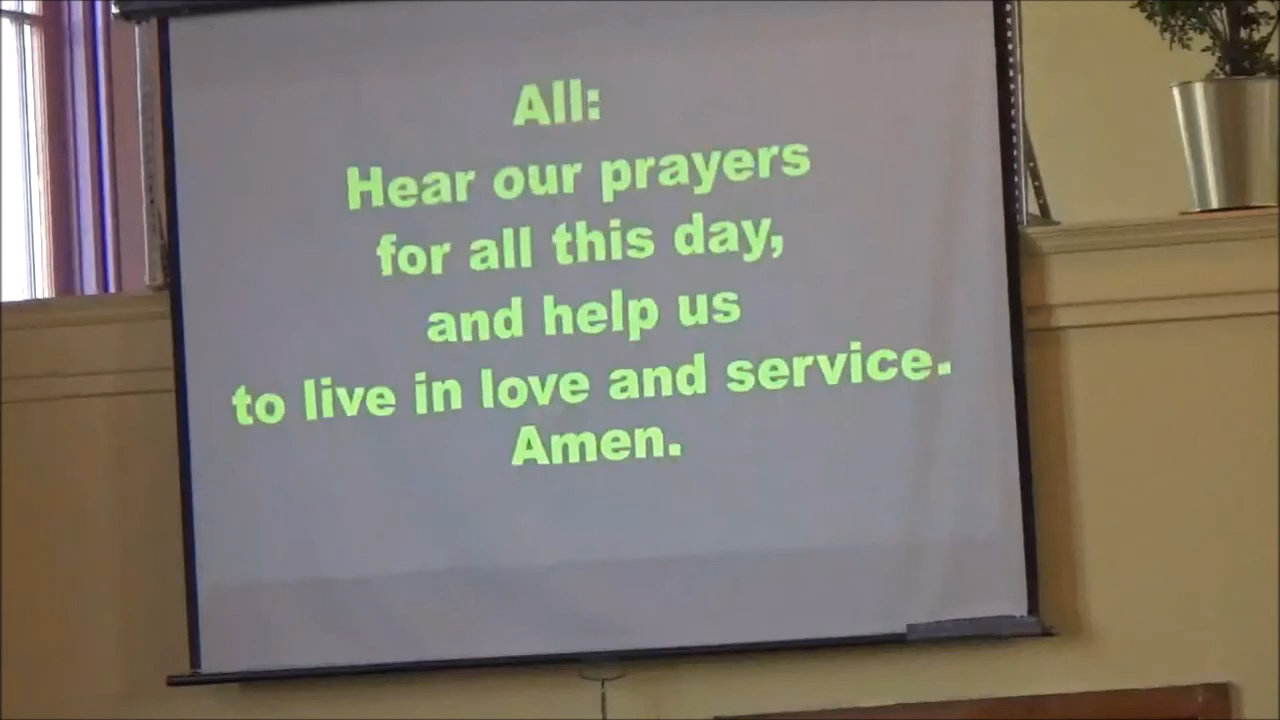 All:
Hear our prayers
for all this day,
and help us
to live in love and service.
Amen.